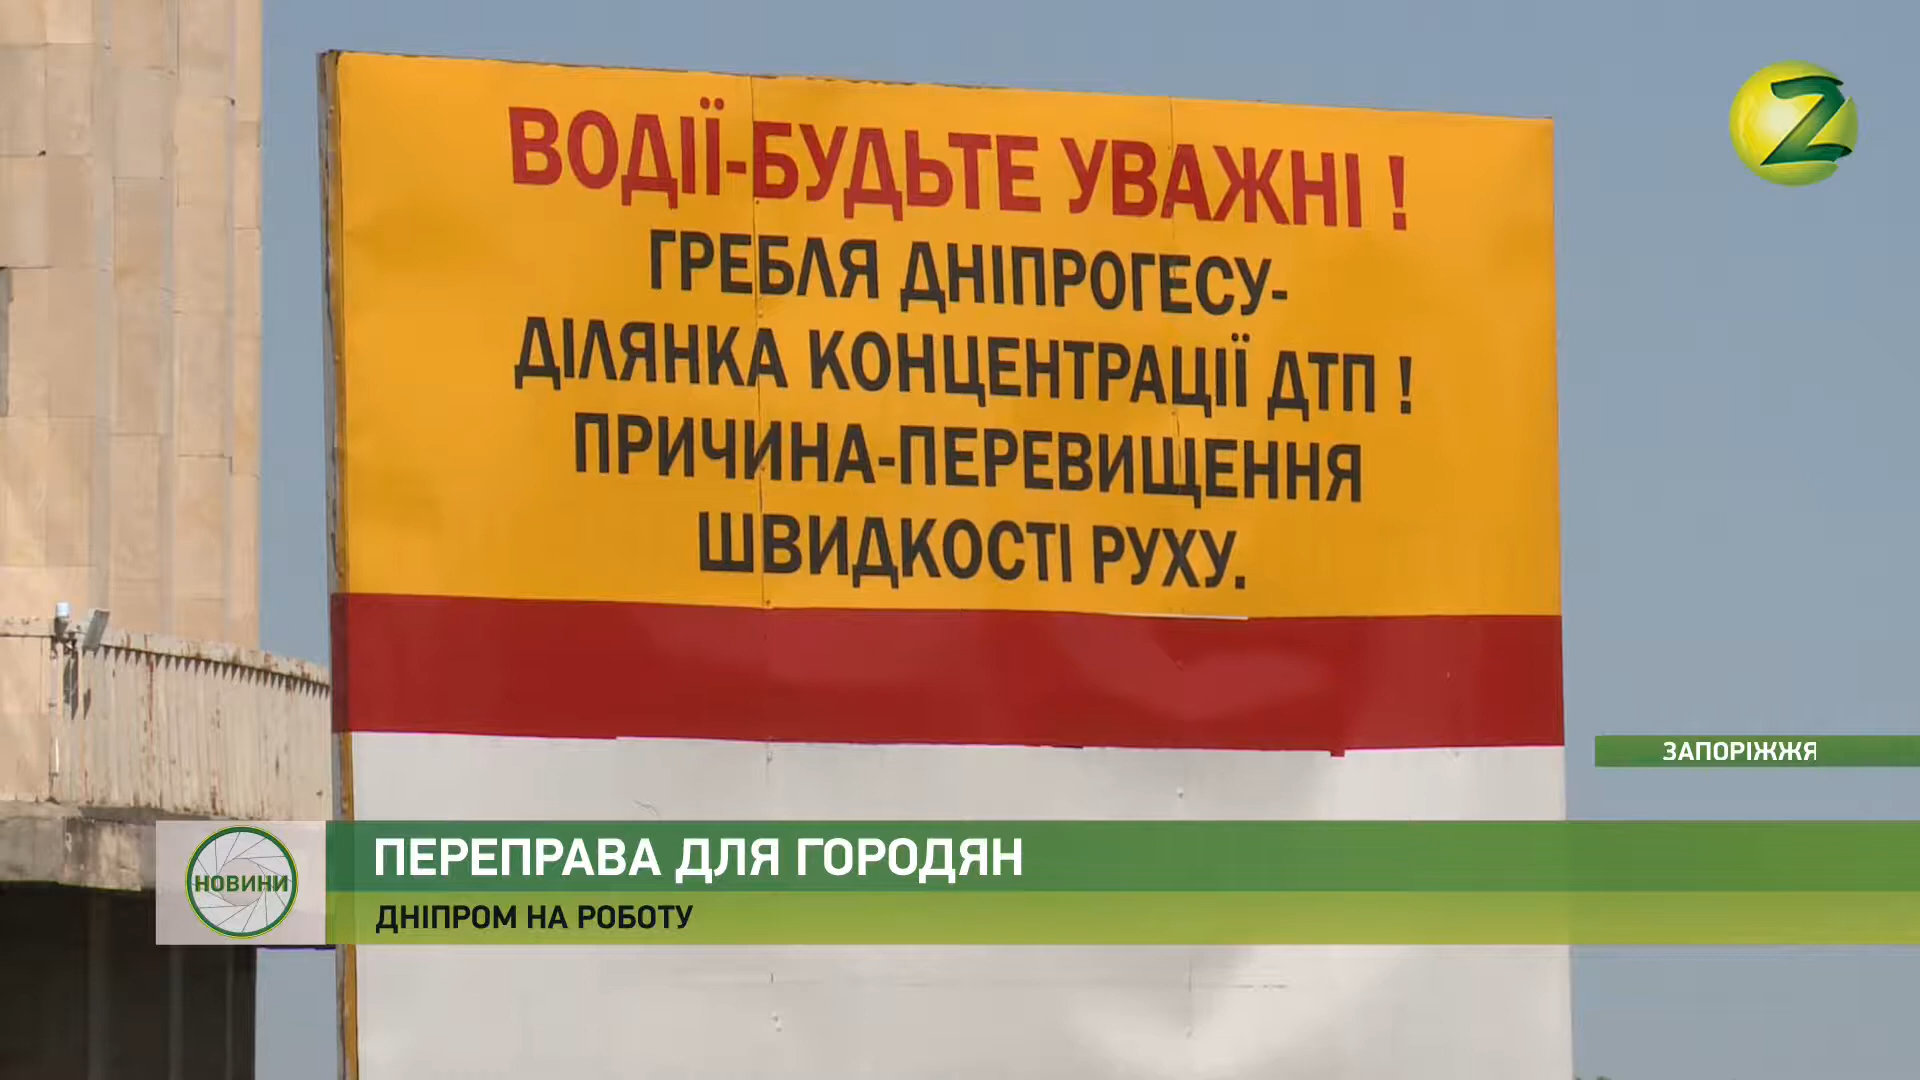 ВОДІЇ-БУДЬТЕ УВАЖНІ !
ГРЕБЛЯ ДНІПРОГЕСУ-
ДІЛЯНКА КОНЦЕНТРАЦІЇ ДТП !
ПРИЧИНА-ПЕРЕВИЩЕННЯ
ШВИДКОСТІ РУХУ.
Z
ЗАПОРІЖЖЯ
НОВИНИ
ПЕРЕПРАВА ДЛЯ ГОРОДЯН
ДНІПРОМ НА РОБОТУ